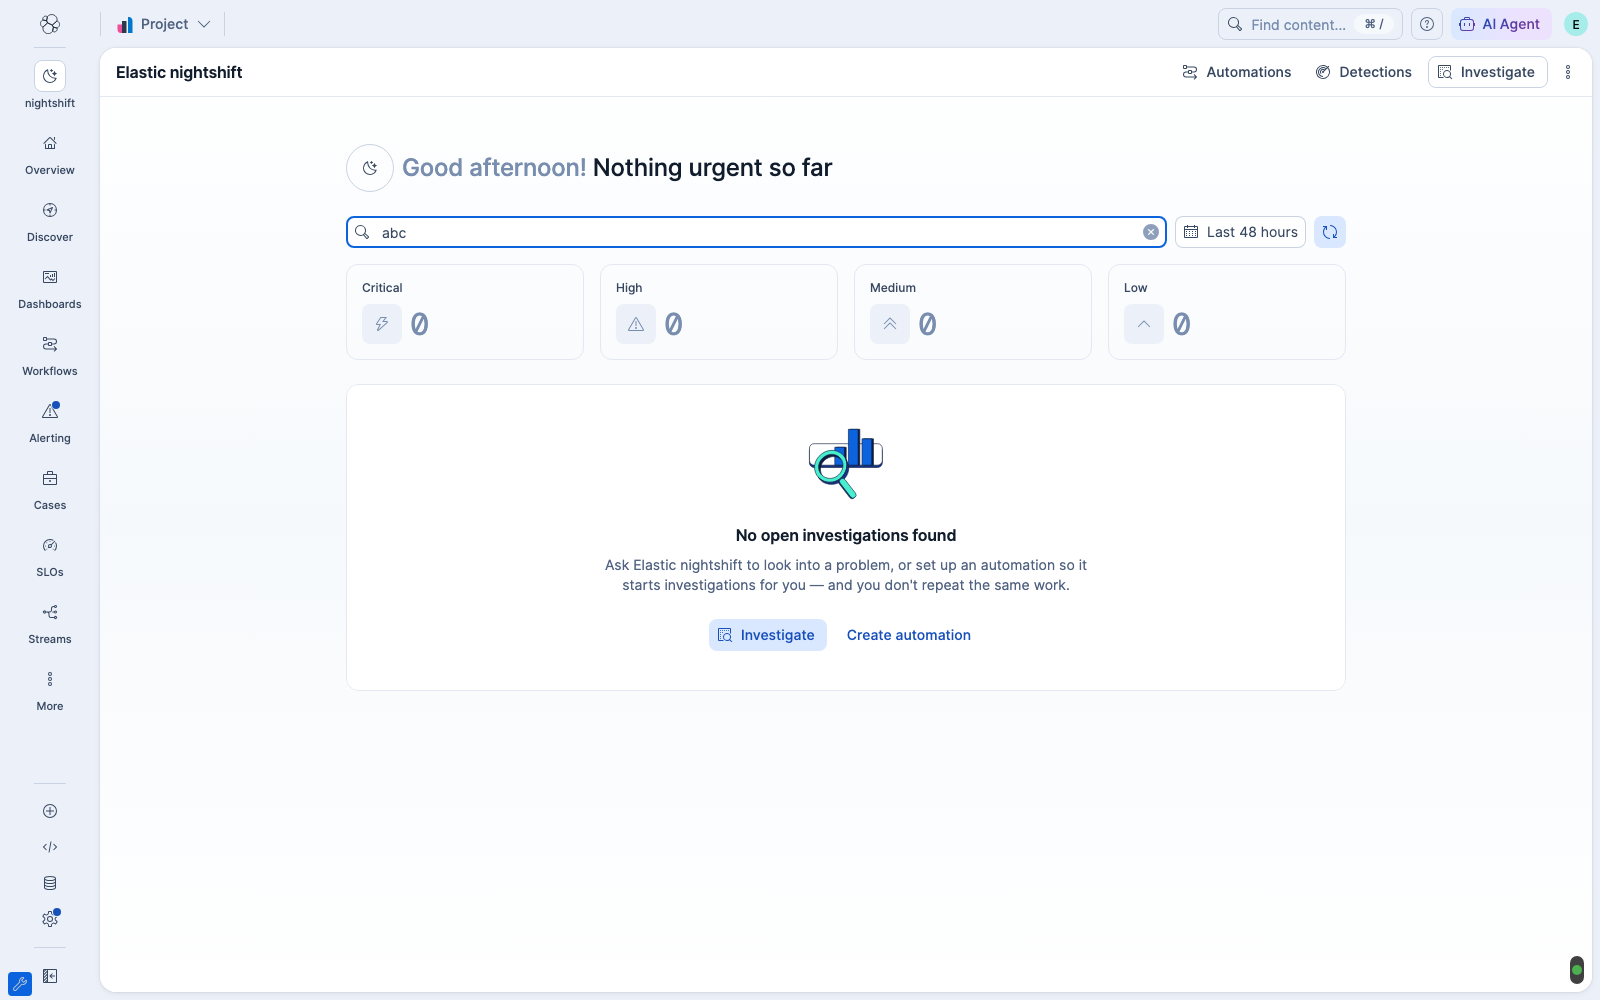 Project
Find content...
⌘ /
AI Agent
E
Elastic nightshift
Automations
Detections
Investigate
nightshift
Overview
Discover
Dashboards
Workflows
Alerting
Cases
SLOs
Streams
More
Good afternoon! Nothing urgent so far
abc
Last 48 hours
Critical
0
High
0
Medium
0
Low
0
No open investigations found
Ask Elastic nightshift to look into a problem, or set up an automation so it
starts investigations for you — and you don't repeat the same work.
Investigate
Create automation